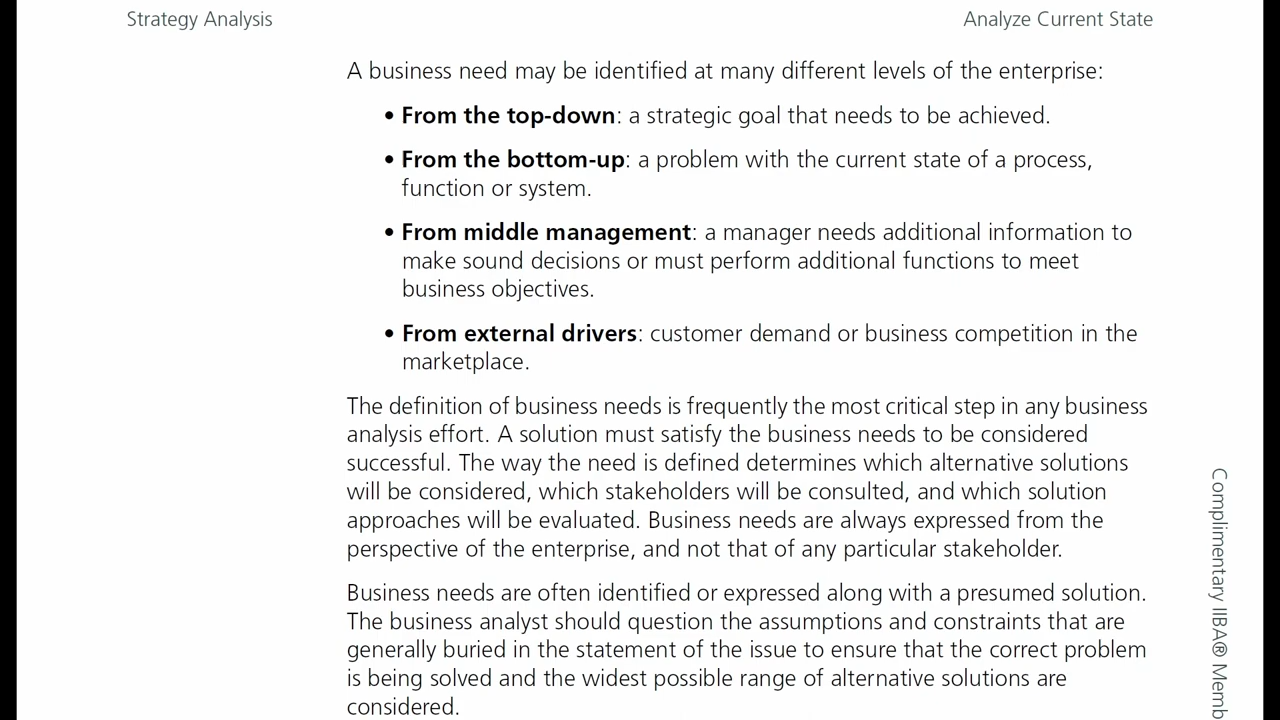 Strategy Analysis
Analyze Current State
A business need may be identified at many different levels of the enterprise:
• From the top-down: a strategic goal that needs to be achieved.
• From the bottom-up: a problem with the current state of a process,
function or system.
• From middle management: a manager needs additional information to
make sound decisions or must perform additional functions to meet
business objectives.
• From external drivers: customer demand or business competition in the
marketplace.
The definition of business needs is frequently the most critical step in any business
analysis effort. A solution must satisfy the business needs to be considered
successful. The way the need is defined determines which alternative solutions
will be considered, which stakeholders will be consulted, and which solution
approaches will be evaluated. Business needs are always expressed from the
perspective of the enterprise, and not that of any particular stakeholder.
Business needs are often identified or expressed along with a presumed solution.
The business analyst should question the assumptions and constraints that are
generally buried in the statement of the issue to ensure that the correct problem
is being solved and the widest possible range of alternative solutions are
considered.
Complimentary IIBA® Memb